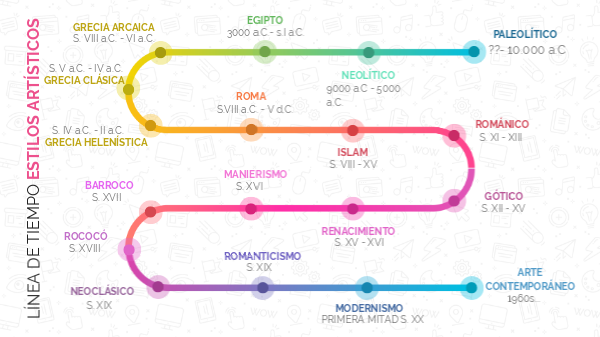 LÍNEA DE TIEMPO ESTILOS ARTÍSTICOS
PALEOLÍTICO
??- 10.000 a.C
NEOLÍTICO
9000 a.C - 5000
a.C.
EGIPTO
3000 a.C - s.I a.C.
GRECIA ARCAICA
S. VIII a.C. - VI a.C.
S. V a.C. - IV a.C.
GRECIA CLÁSICA
S. IV a.C. - II a.C
GRECIA HELENÍSTICA
ROMA
S.VIII a.C. - V d.C.
ISLAM
S. VIII - XV
ROMÁNICO
S. XI - XIII
GÓTICO
S. XII - XV
RENACIMIENTO
S. XV - XVI
MANIERISMO
S. XVI
BARROCO
S. XVII
ROCOCÓ
S. XVIII
NEOCLÁSICO
S. XIX
ROMANTICISMO
S. XIX
MODERNISMO
PRIMERA MITAD S. XX
ARTE
CONTEMPORÁNEO
1960s...